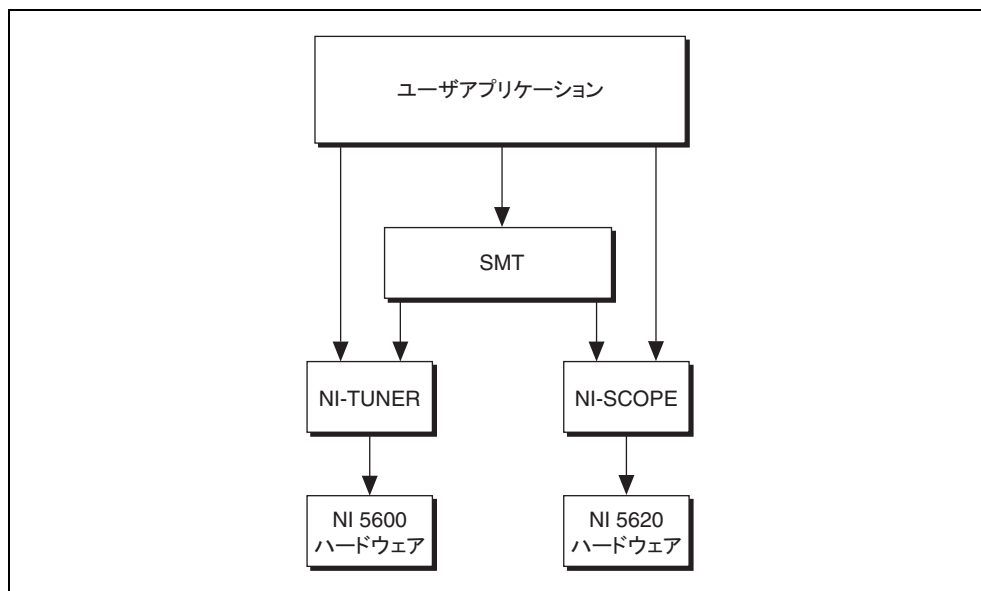 ユーザアプリケーション
SMT
NI-TUNER
NI-SCOPE
NI 5600
ハードウェア
NI 5620
ハードウェア